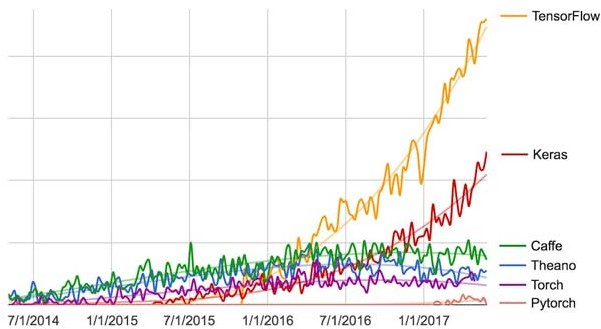 TensorFlow
Keras
Caffe
Theano
Torch
Pytorch
7/1/2014 1/1/2015 7/1/2015 1/1/2016 7/1/2016 1/1/2017